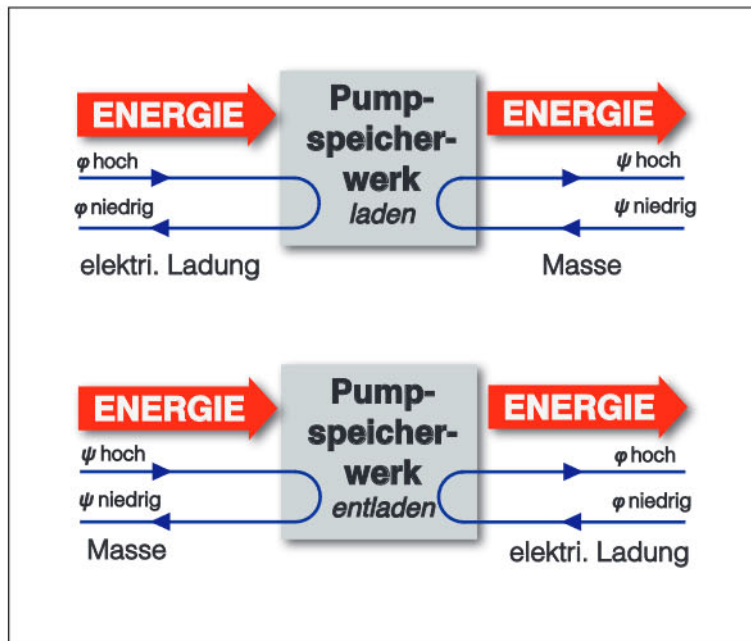 ENERGIE
Pump-
speicher-
werk
laden
ENERGIE
φ hoch
φ niedrig
elektri. Ladung
ψ hoch
ψ niedrig
Masse
ENERGIE
Pump-
speicher-
werk
entladen
ENERGIE
ψ hoch
ψ niedrig
Masse
φ hoch
φ niedrig
elektri. Ladung